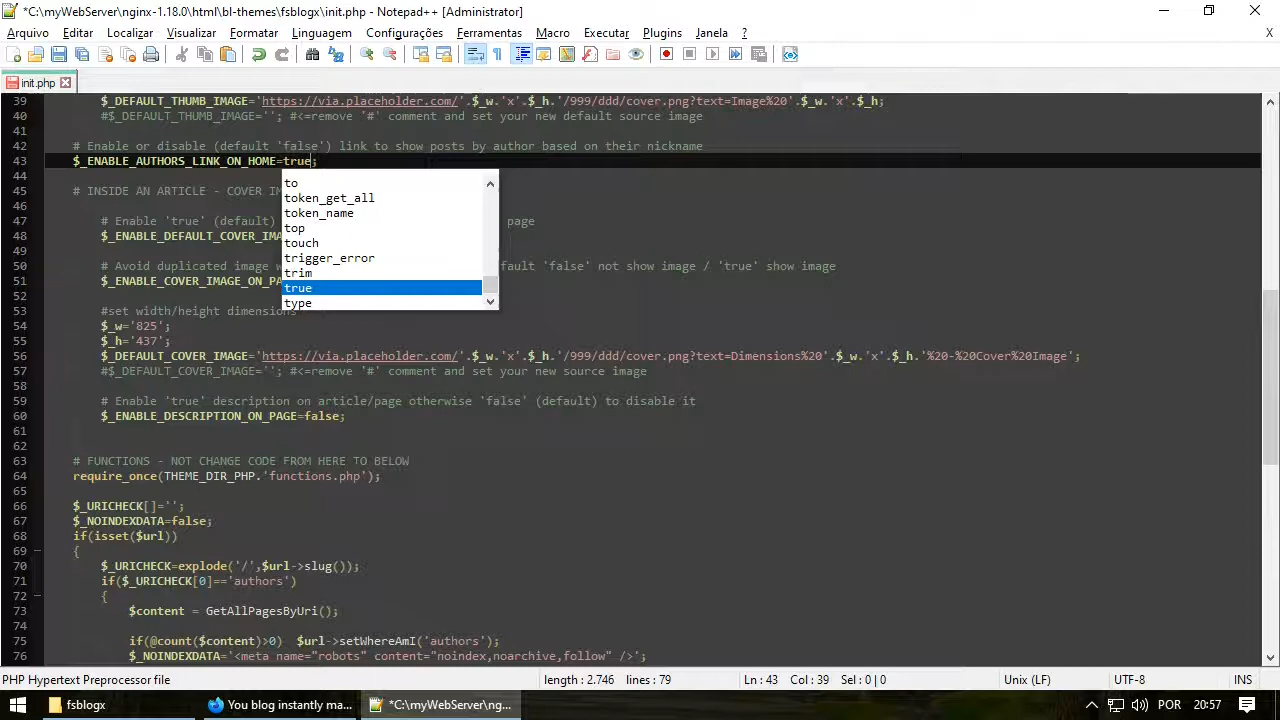 *C:\myWebServer\nginx-1.18.0\html\bl-themes\fsblogx\init.php - Notepad++ [Administrator]
Arquivo Editar Localizar Visualizar Formatar Linguagem Configurações Ferramentas Macro Executar Plugins Janela ? X
init.php
39 $_DEFAULT_THUMB_IMAGE='https://via.placeholder.com/'.$_w.'x'.$_h.'/999/ddd/cover.png?text=Image%20'.$_w.'x'.$_h;
40 #$_DEFAULT_THUMB_IMAGE=''; #<=remove '#' comment and set your new default source image
41
42 # Enable or disable (default 'false') link to show posts by author based on their nickname
43 $_ENABLE_AUTHORS_LINK_ON_HOME=true;
44
45 # INSIDE AN ARTICLE - COVER IM
46
47 # Enable 'true' (default) page
48 $_ENABLE_DEFAULT_COVER_IMA
49
50 # Avoid duplicated image w fault 'false' not show image / 'true' show image
51 $_ENABLE_COVER_IMAGE_ON_PA
52
53 #set width/height dimensions
54 $_w='825';
55 $_h='437';
56 $_DEFAULT_COVER_IMAGE='https://via.placeholder.com/'.$_w.'x'.$_h.'/999/ddd/cover.png?text=Dimensions%20'.$_w.'x'.$_h.'%20-%20Cover%20Image';
57 #$_DEFAULT_COVER_IMAGE=''; #<=remove '#' comment and set your new source image
58
59 # Enable 'true' description on article/page otherwise 'false' (default) to disable it
60 $_ENABLE_DESCRIPTION_ON_PAGE=false;
61
62
63 # FUNCTIONS - NOT CHANGE CODE FROM HERE TO BELOW
64 require_once(THEME_DIR_PHP.'functions.php');
65
66 $_URICHECK[]='';
67 $_NOINDEXDATA=false;
68 if(isset($url))
69 {
70 $_URICHECK=explode('/',$url->slug());
71 if($_URICHECK[0]=='authors')
72 {
73 $content = GetAllPagesByUri();
74
75 if(@count($content)>0) $url->setWhereAmI('authors');
76 $_NOINDEXDATA='<meta name="robots" content="noindex,noarchive,follow" />';
to
token_get_all
token_name
top
touch
trigger_error
trim
true
type
PHP Hypertext Preprocessor file length : 2.746 lines : 79 Ln : 43 Col : 39 Sel : 0 | 0 Unix (LF) UTF-8 INS
fsblogx You blog instantly ma... *C:\myWebServer\ng... POR 20:57